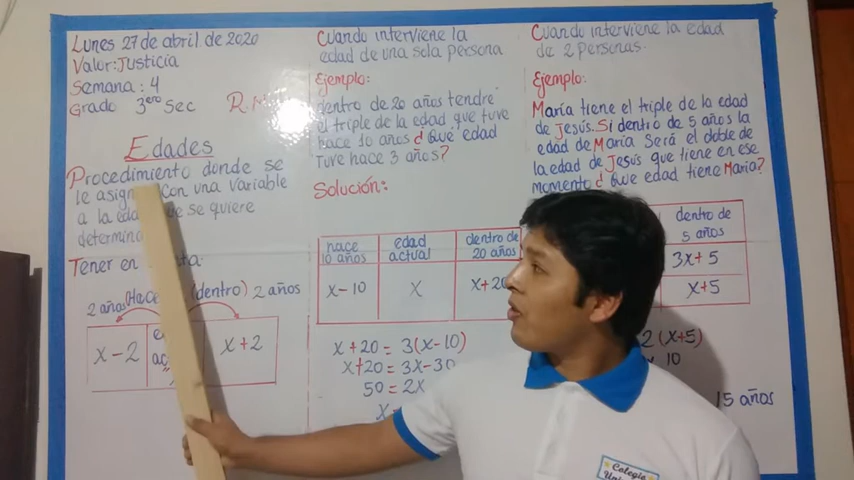 Lunes 27 de abril de 2020
Valor: Justicia
Semana: 4
Grado 3ero Sec
R.M
Edades
Procedimiento donde se
le asigna con una variable
a la edad que se quiere
determina
Tener en
2 años (Hace (dentro) 2 años
x-2
x+2
Cuando interviene la
edad de una sola persona
Ejemplo:
dentro de 20 años tendré
el triple de la edad que tuve
hace 10 años ¿Que edad
tuve hace 3 años?
Solución:
hace 10 años edad actual dentro de 20 años
x-10 x x+20
x+20 = 3(x-10)
x+20 = 3x-30
50 = 2x
Cuando interviene la edad
de 2 personas.
Ejemplo:
María tiene el triple de la edad
de Jesús. Si dentro de 5 años la
edad de María Será el doble de
la edad de Jesús que tiene en ese
momento ¿Que edad tiene María?
dentro de
5 años
3x+5
x+5
2(x+5)
x 10
15 años
Colegio